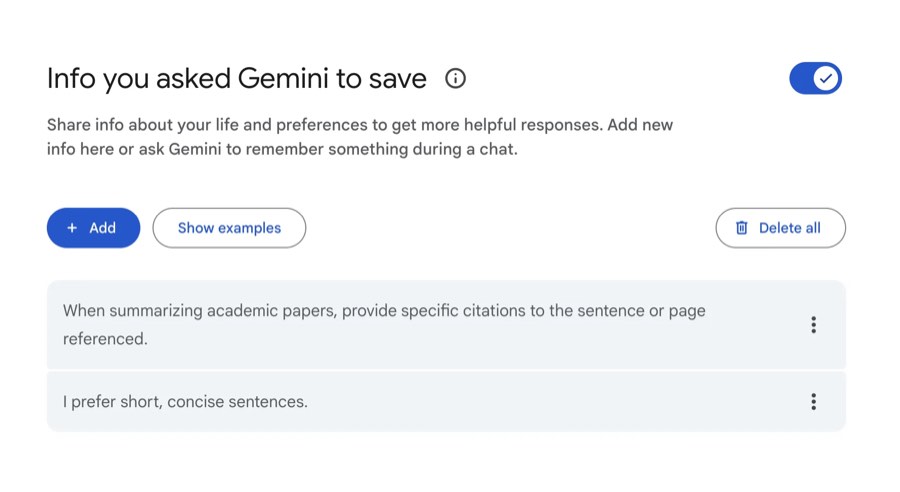 Info you asked Gemini to save
Share info about your life and preferences to get more helpful responses. Add new
info here or ask Gemini to remember something during a chat.
+ Add
Show examples
Delete all
When summarizing academic papers, provide specific citations to the sentence or page
referenced.
I prefer short, concise sentences.